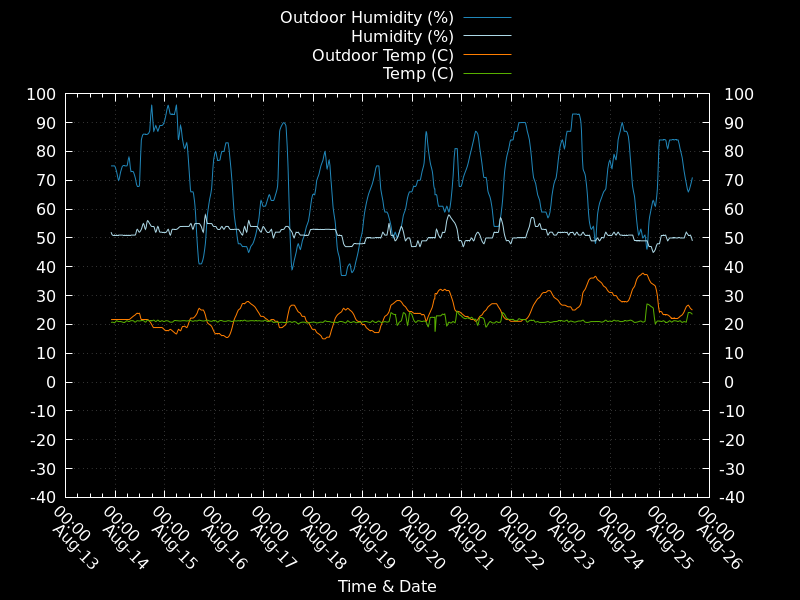 Outdoor Humidity (%)
Humidity (%)
Outdoor Temp (C)
Temp (C)
100 100
90 90
80 80
70 70
60 60
50 50
40 40
30 30
20 20
10 10
0 0
-10 -10
-20 -20
-30 -30
-40 -40
00:00 Aug-13
00:00 Aug-14
00:00 Aug-15
00:00 Aug-16
00:00 Aug-17
00:00 Aug-18
00:00 Aug-19
00:00 Aug-20
00:00 Aug-21
00:00 Aug-22
00:00 Aug-23
00:00 Aug-24
00:00 Aug-25
00:00 Aug-26
Time & Date